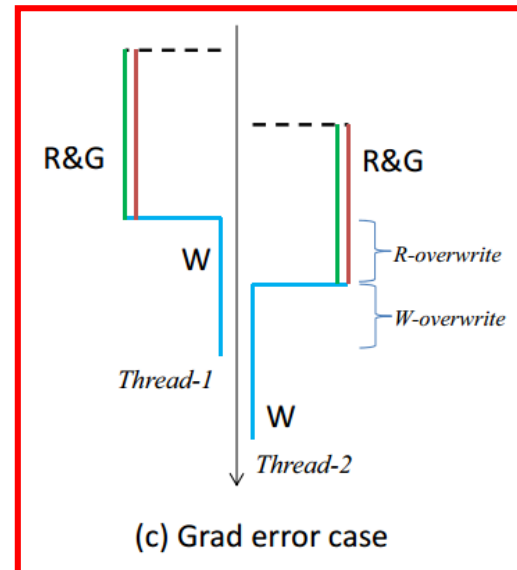 R&G
R&G
R-overwrite
W
W-overwrite
Thread-1
W
Thread-2
(c) Grad error case